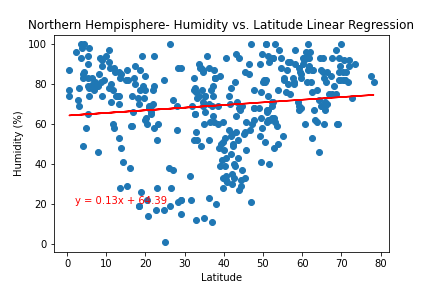 Northern Hempisphere- Humidity vs. Latitude Linear Regression
100
80
60
40
20
0
Humidity (%)
y = 0.13x + 64.39
0 10 20 30 40 50 60 70 80
Latitude